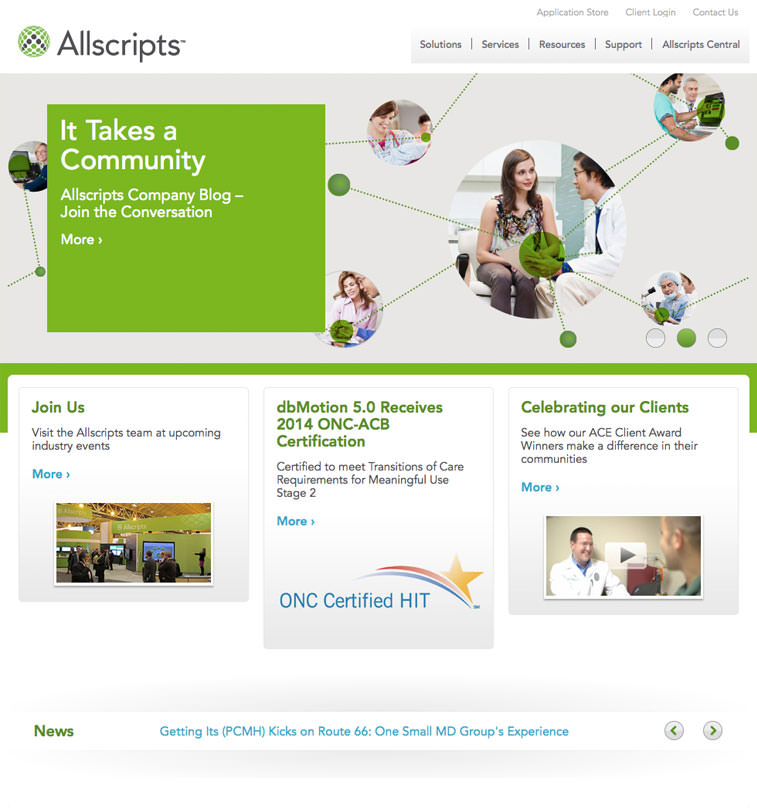 Application Store Client Login Contact Us
Allscripts™
Solutions | Services | Resources | Support | Allscripts Central
It Takes a
Community
Allscripts Company Blog –
Join the Conversation
More ›
Join Us
Visit the Allscripts team at upcoming
industry events
More ›
Allscripts
dbMotion 5.0 Receives
2014 ONC-ACB
Certification
Certified to meet Transitions of Care
Requirements for Meaningful Use
Stage 2
More ›
ONC Certified HIT SM
Celebrating our Clients
See how our ACE Client Award
Winners make a difference in their
communities
More ›
News
Getting Its (PCMH) Kicks on Route 66: One Small MD Group's Experience